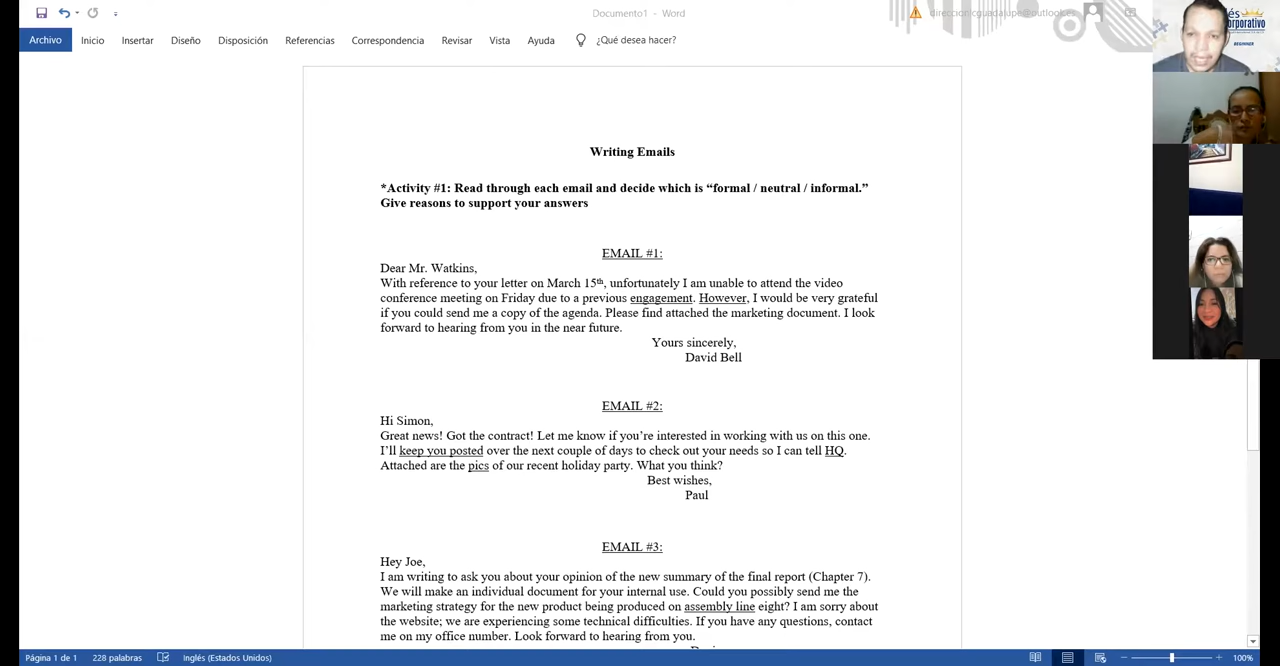 Documento1 - Word
direccioncguadalupe@outlook.es
Archivo Inicio Insertar Diseño Disposición Referencias Correspondencia Revisar Vista Ayuda ¿Qué desea hacer?
BEGINNER
Writing Emails
*Activity #1: Read through each email and decide which is “formal / neutral / informal.”
Give reasons to support your answers
EMAIL #1:
Dear Mr. Watkins,
With reference to your letter on March 15th, unfortunately I am unable to attend the video
conference meeting on Friday due to a previous engagement. However, I would be very grateful
if you could send me a copy of the agenda. Please find attached the marketing document. I look
forward to hearing from you in the near future.
Yours sincerely,
David Bell
EMAIL #2:
Hi Simon,
Great news! Got the contract! Let me know if you’re interested in working with us on this one.
I’ll keep you posted over the next couple of days to check out your needs so I can tell HQ.
Attached are the pics of our recent holiday party. What you think?
Best wishes,
Paul
EMAIL #3:
Hey Joe,
I am writing to ask you about your opinion of the new summary of the final report (Chapter 7).
We will make an individual document for your internal use. Could you possibly send me the
marketing strategy for the new product being produced on assembly line eight? I am sorry about
the website; we are experiencing some technical difficulties. If you have any questions, contact
me on my office number. Look forward to hearing from you.
Página 1 de 1 228 palabras Inglés (Estados Unidos) 100%